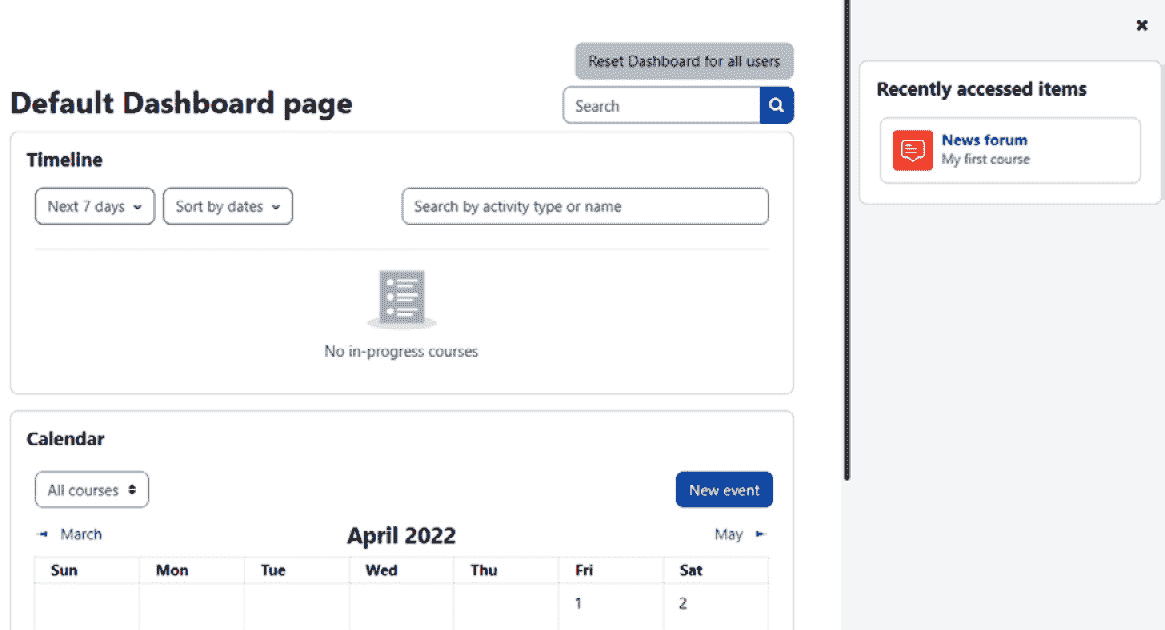 Reset Dashboard for all users
Default Dashboard page
Search
Timeline
Next 7 days
Sort by dates
Search by activity type or name
No in-progress courses
Calendar
All courses
New event
March
April 2022
May
Sun Mon Tue Wed Thu Fri Sat
1 2
Recently accessed items
News forum
My first course